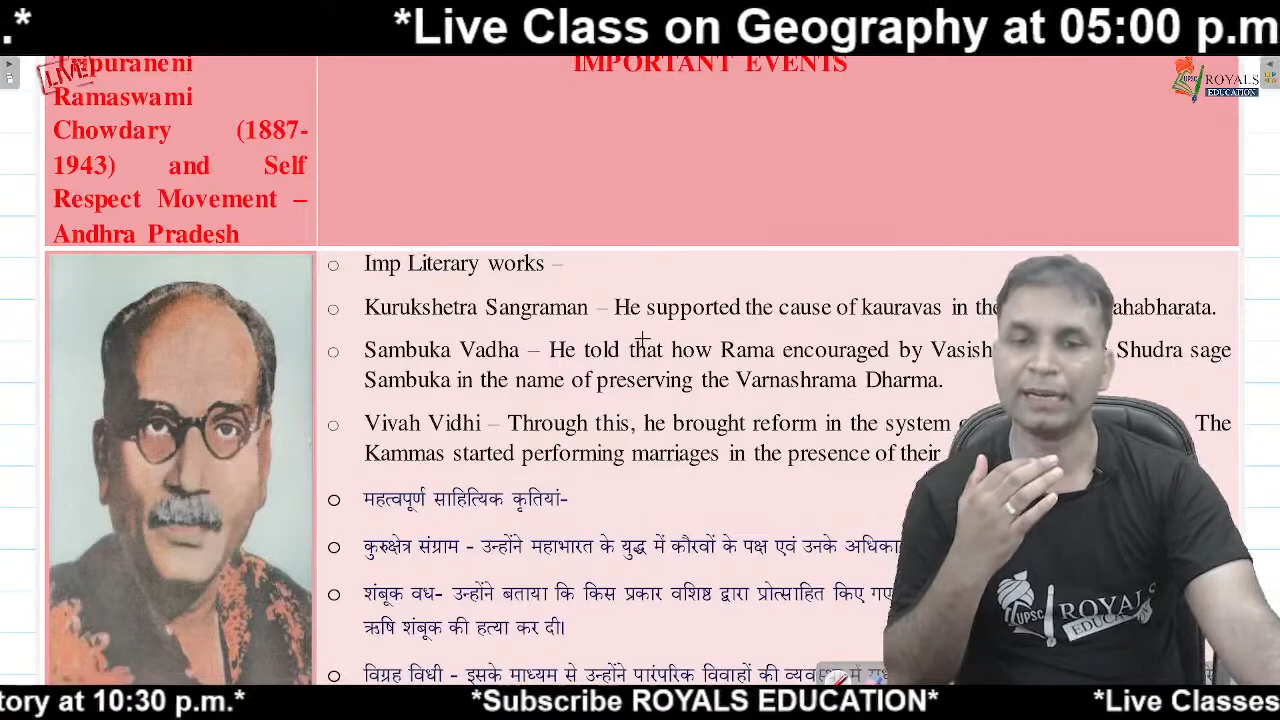 .* *Live Class on Geography at 05:00 p.m
LIVE
Tripuraneni
Ramaswami
Chowdary (1887-
1943) and Self
Respect Movement –
Andhra Pradesh
IMPORTANT EVENTS
UPSC ROYALS
EDUCATION
Imp Literary works –
Kurukshetra Sangraman – He supported the cause of kauravas in the ahabharata.
Sambuka Vadha – He told that how Rama encouraged by Vasish Shudra sage
Sambuka in the name of preserving the Varnashrama Dharma.
Vivah Vidhi – Through this, he brought reform in the system The
Kammas started performing marriages in the presence of their
महत्वपूर्ण साहित्यिक कृतियां-
कुरुक्षेत्र संग्राम - उन्होंने महाभारत के युद्ध में कौरवों के पक्ष एवं उनके अधिका
शंबूक वध- उन्होंने बताया कि किस प्रकार वशिष्ठ द्वारा प्रोत्साहित किए गए
ऋषि शंबूक की हत्या कर दी।
विग्रह विधी - इसके माध्यम से उन्होंने पारंपरिक विवाहों की व्यवस्था में
UPSC ROYALS
EDUCATION
tory at 10:30 p.m.* *Subscribe ROYALS EDUCATION* *Live Classes